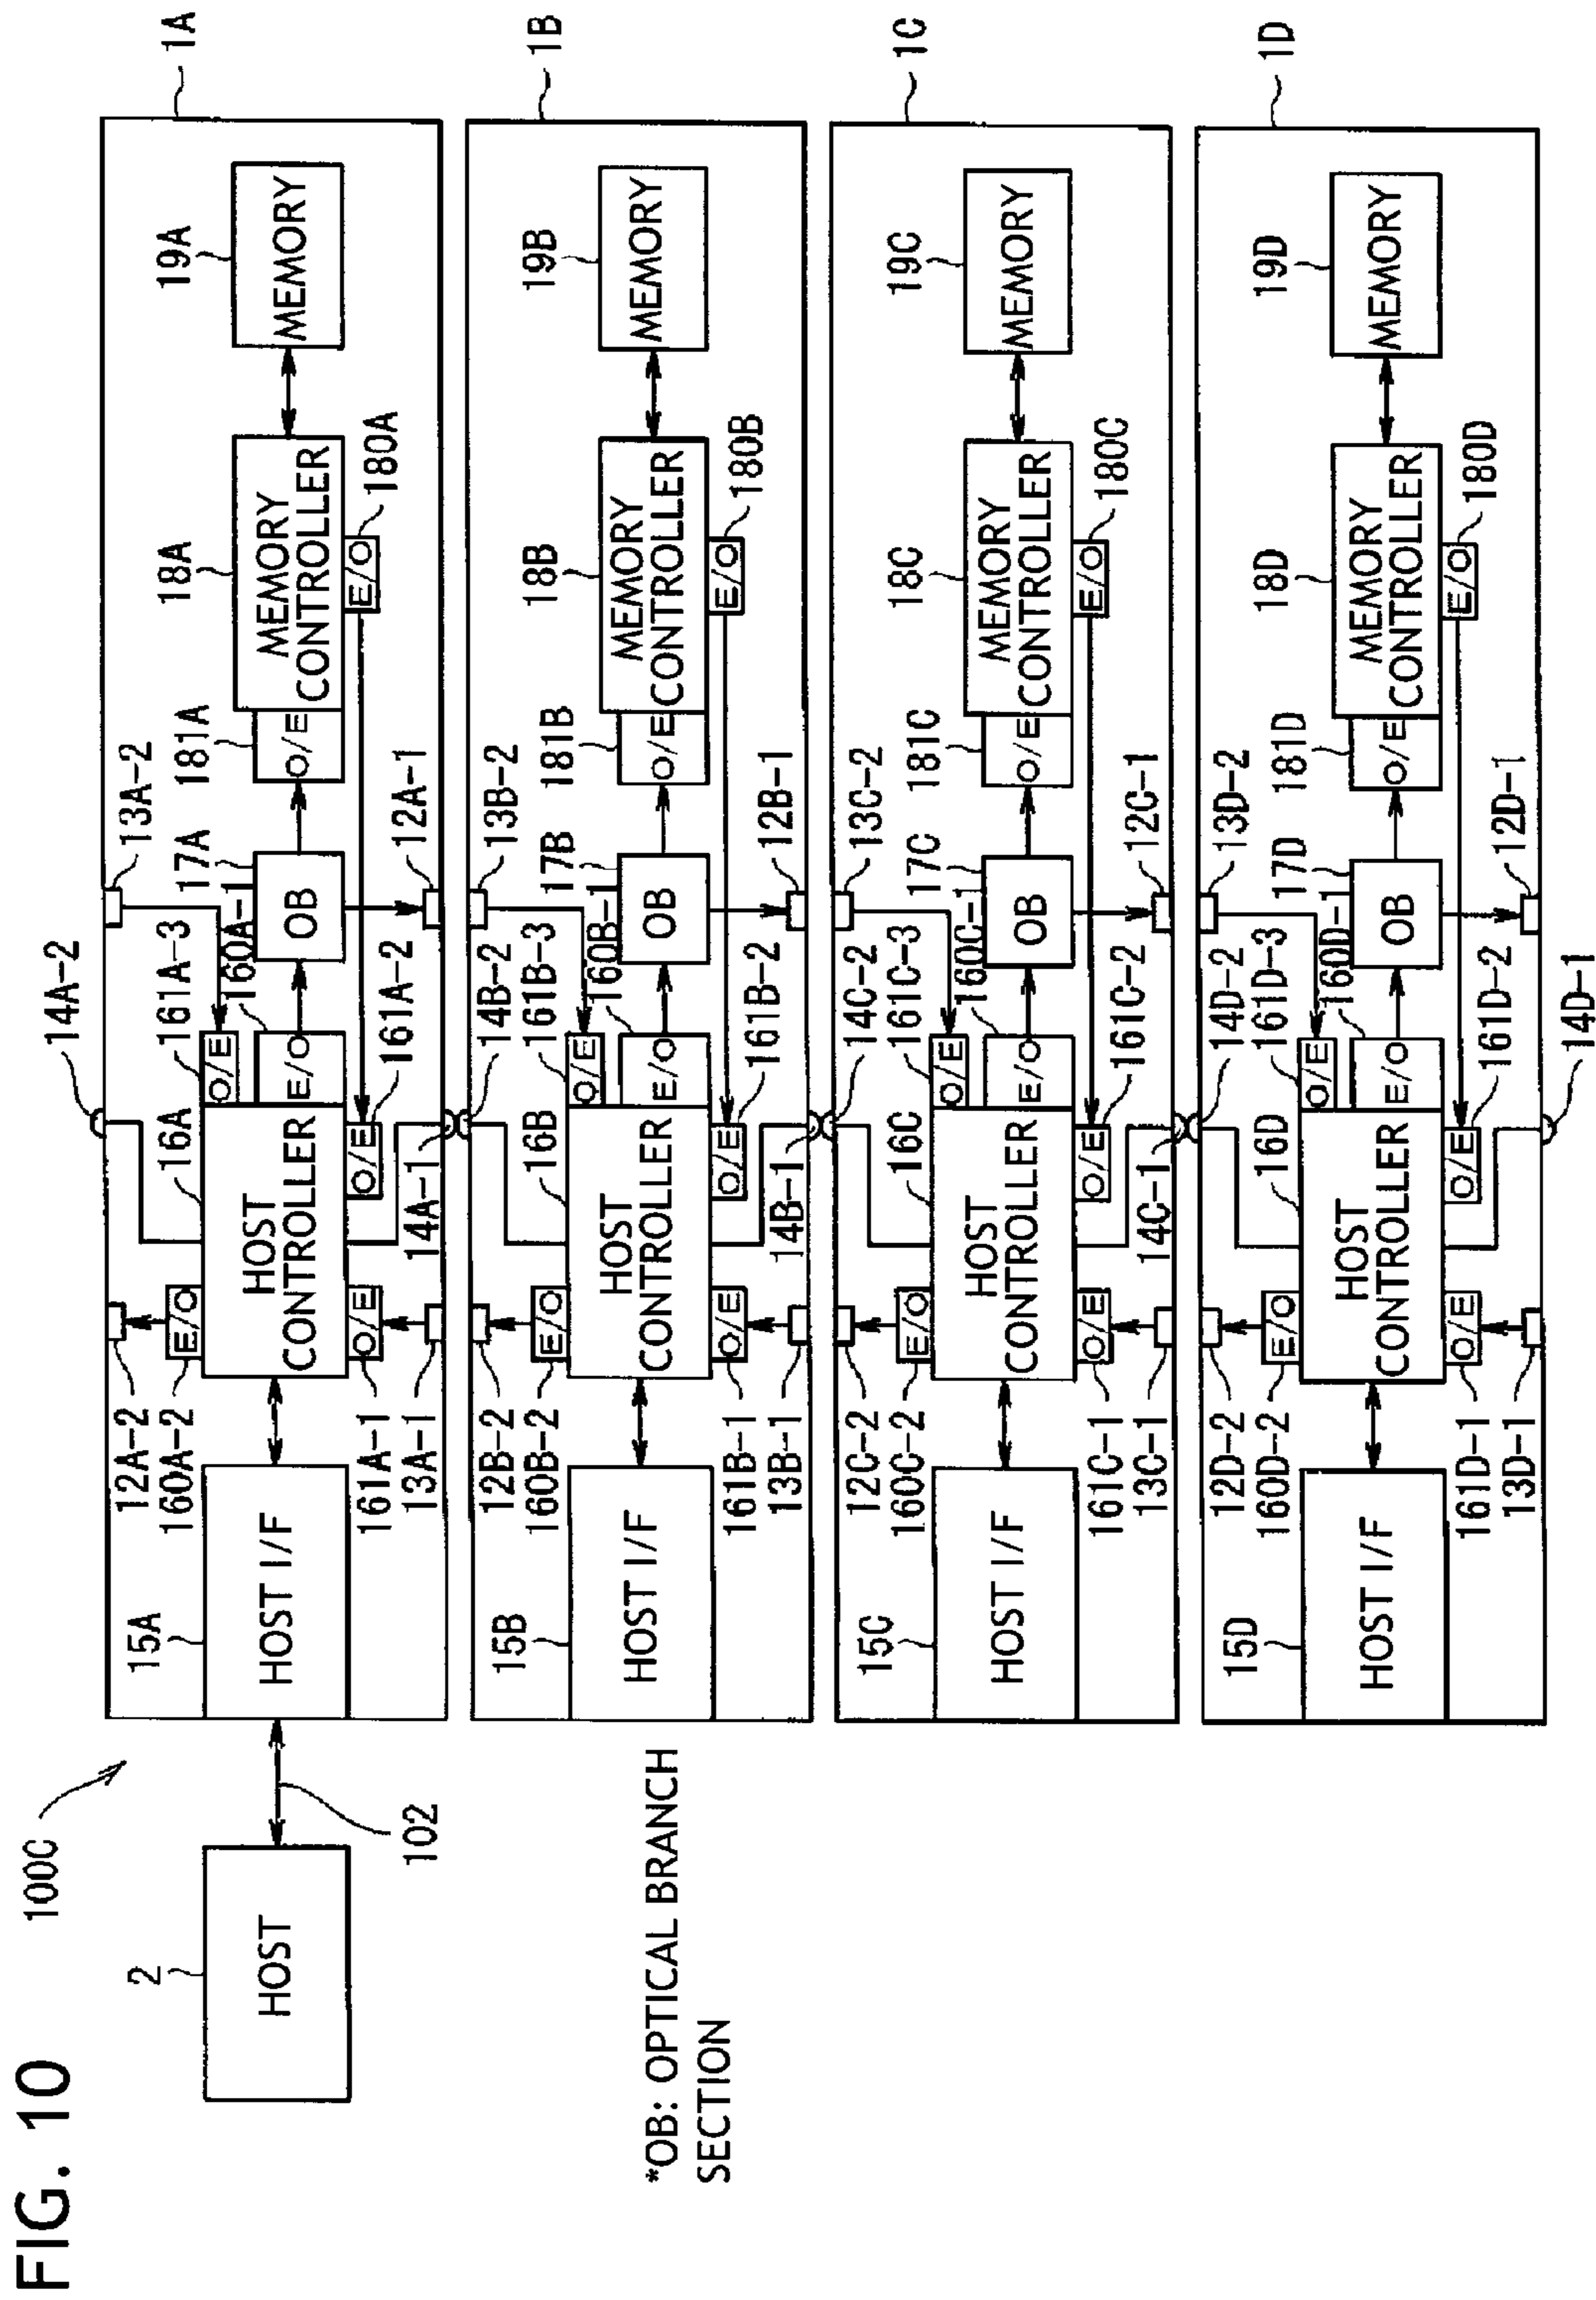 FIG. 10
100C
2
HOST
102
*OB: OPTICAL BRANCH
SECTION
1A
15A
HOST I/F
12A-2
160A-2
E/O
14A-2
16A
HOST
CONTROLLER
161A-3
O/E
160A-1
E/O
13A-2
17A
OB
181A
O/E
18A
MEMORY
CONTROLLER
19A
MEMORY
180A
E/O
161A-1
O/E
13A-1
14A-1
161A-2
O/E
12A-1
1B
15B
HOST I/F
12B-2
160B-2
E/O
14B-2
16B
HOST
CONTROLLER
161B-3
O/E
160B-1
E/O
13B-2
17B
OB
181B
O/E
18B
MEMORY
CONTROLLER
19B
MEMORY
180B
E/O
161B-1
O/E
13B-1
14B-1
161B-2
O/E
12B-1
1C
15C
HOST I/F
12C-2
160C-2
E/O
14C-2
16C
HOST
CONTROLLER
161C-3
O/E
160C-1
E/O
13C-2
17C
OB
181C
O/E
18C
MEMORY
CONTROLLER
19C
MEMORY
180C
E/O
161C-1
O/E
13C-1
14C-1
161C-2
O/E
12C-1
1D
15D
HOST I/F
12D-2
160D-2
E/O
14D-2
16D
HOST
CONTROLLER
161D-3
O/E
160D-1
E/O
13D-2
17D
OB
181D
O/E
18D
MEMORY
CONTROLLER
19D
MEMORY
180D
E/O
161D-1
O/E
13D-1
14D-1
161D-2
O/E
12D-1